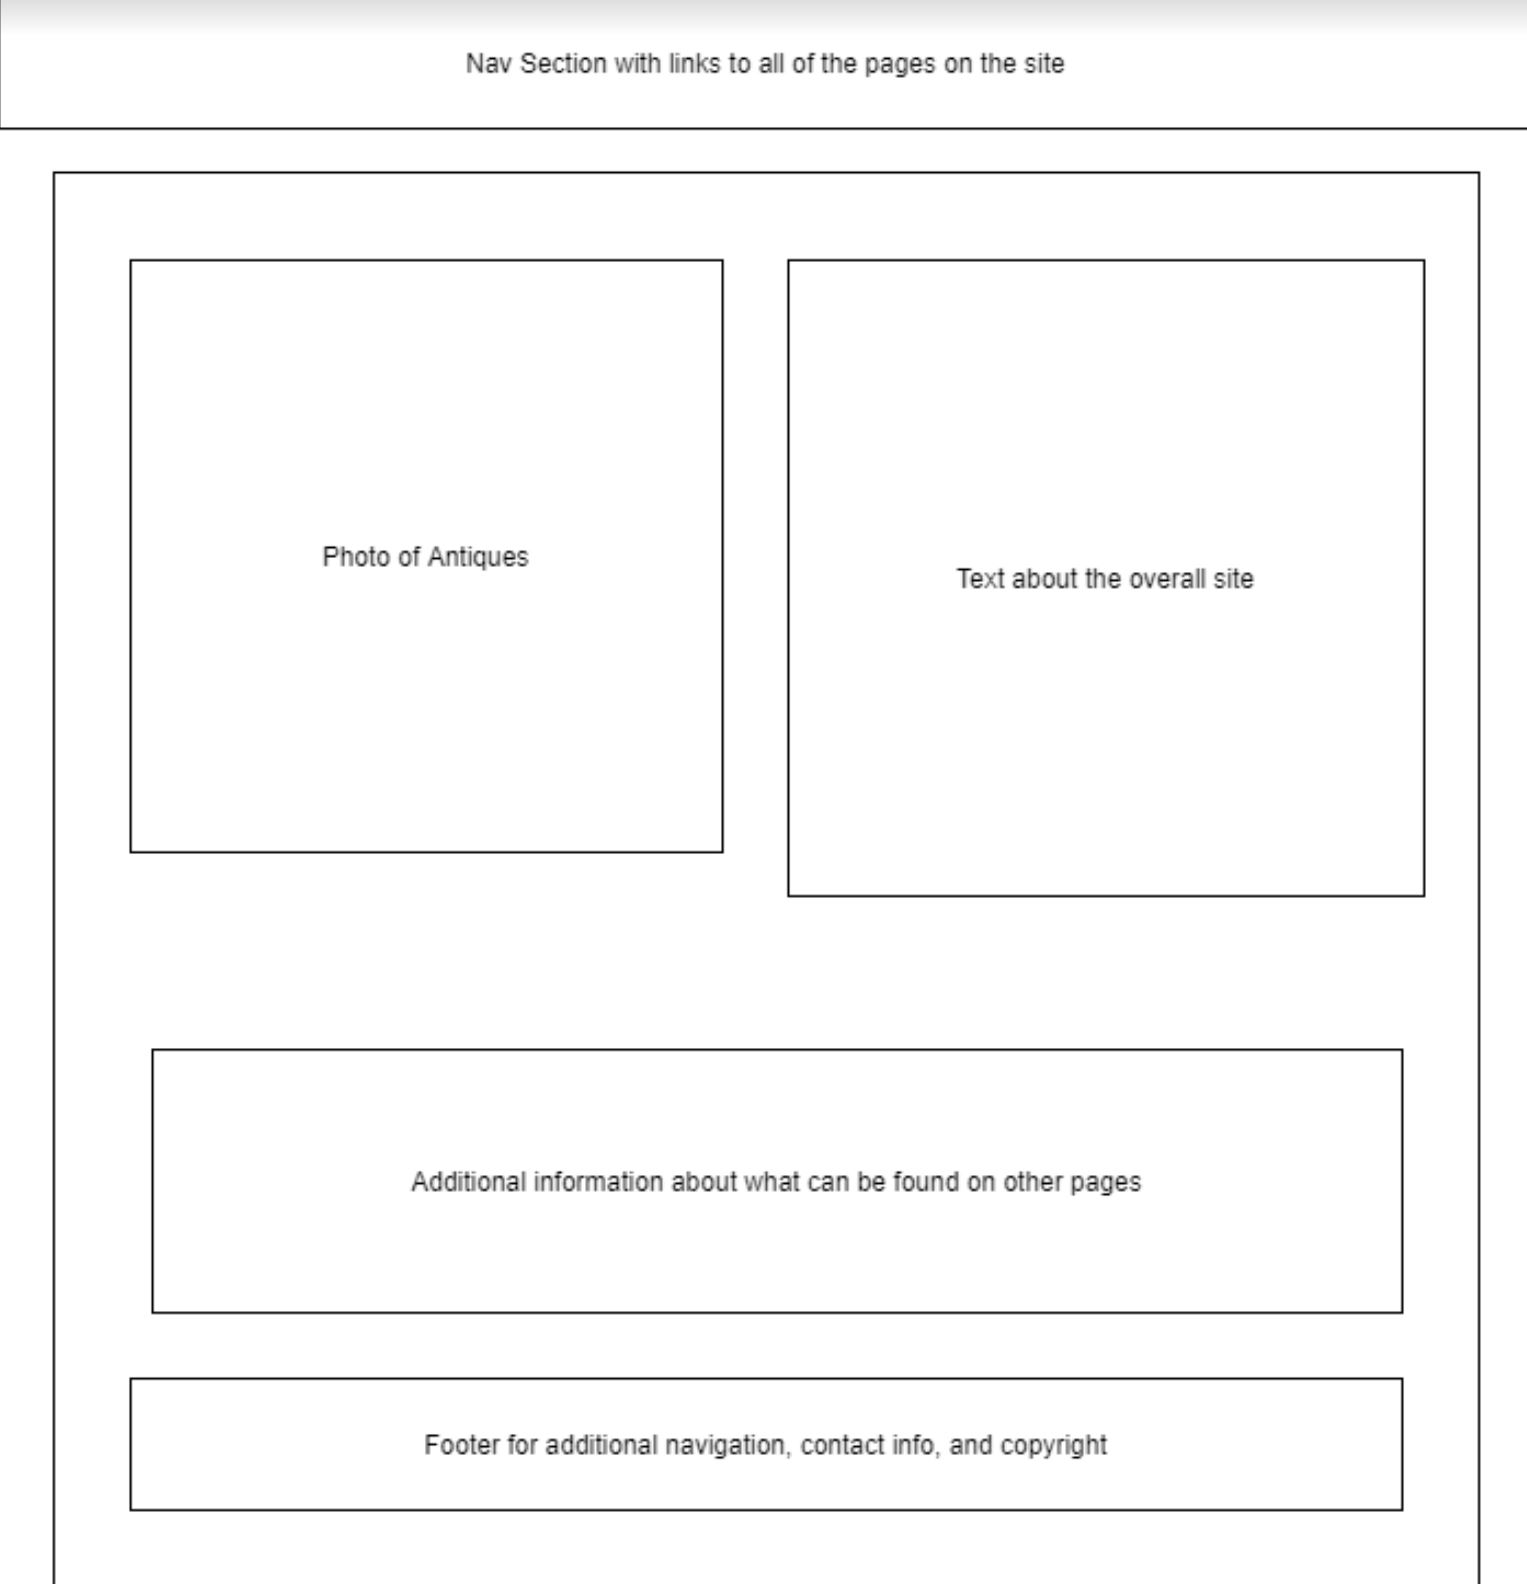 Nav Section with links to all of the pages on the site
Photo of Antiques
Text about the overall site
Additional information about what can be found on other pages
Footer for additional navigation, contact info, and copyright